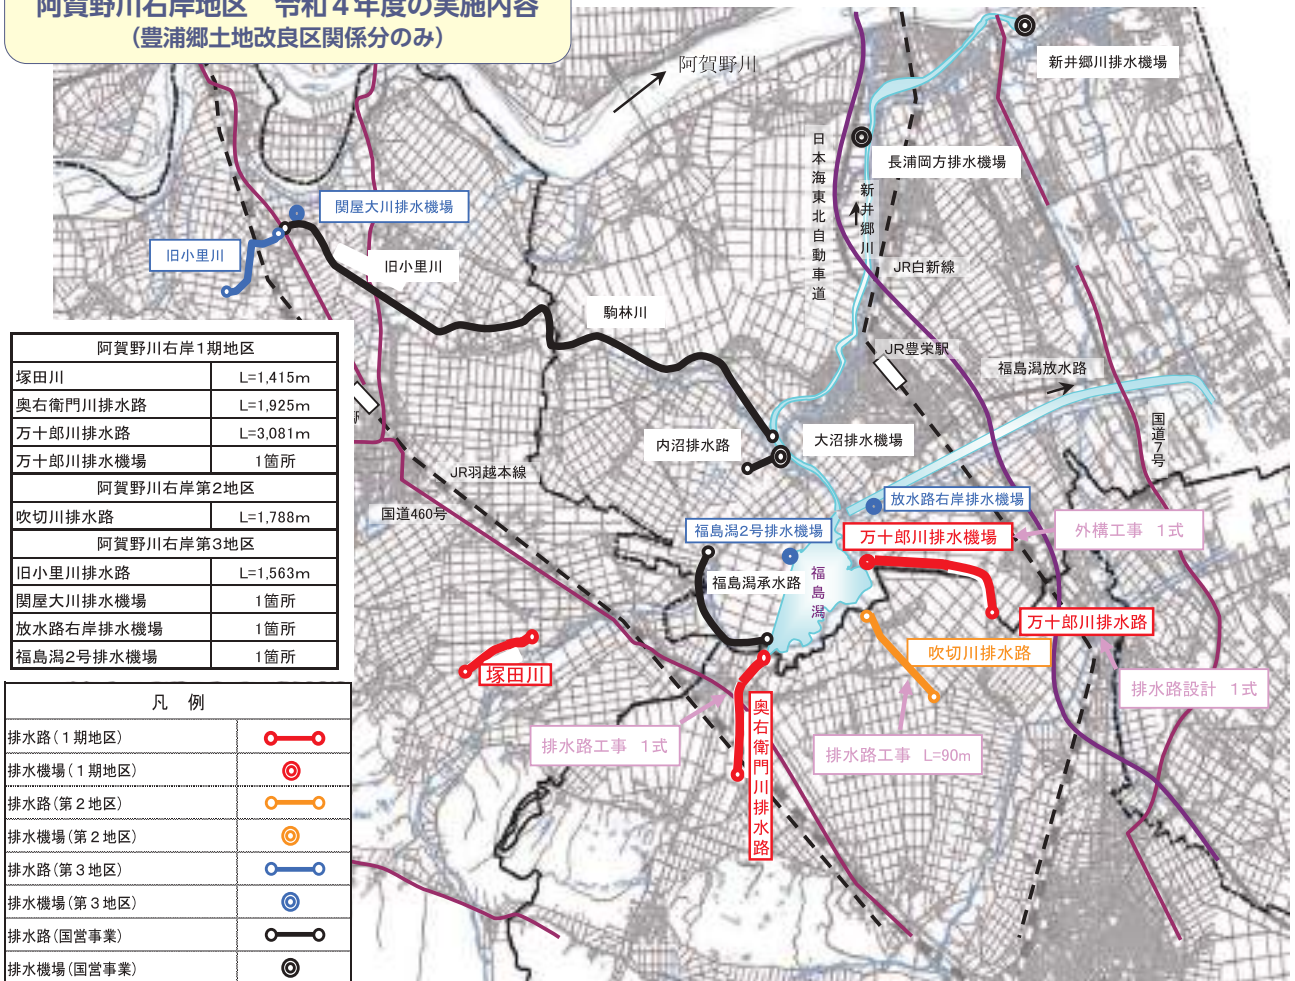 阿賀野川右岸地区　令和４年度の実施内容
（豊浦郷土地改良区関係分のみ）
阿賀野川
新井郷川排水機場
長浦岡方排水機場
日本海東北自動車道
新井郷川
JR白新線
関屋大川排水機場
旧小里川
旧小里川
駒林川
JR豊栄駅
福島潟放水路
国道7号
内沼排水路
大沼排水機場
JR羽越本線
国道460号
放水路右岸排水機場
福島潟2号排水機場
万十郎川排水機場
外構工事　1式
福島潟承水路
福島潟
万十郎川排水路
吹切川排水路
塚田川
排水路設計　1式
奥右衛門川排水路
排水路工事　1式
排水路工事　L=90m
阿賀野川右岸1期地区
塚田川 L=1,415m
奥右衛門川排水路 L=1,925m
万十郎川排水路 L=3,081m
万十郎川排水機場 1箇所
阿賀野川右岸第2地区
吹切川排水路 L=1,788m
阿賀野川右岸第3地区
旧小里川排水路 L=1,563m
関屋大川排水機場 1箇所
放水路右岸排水機場 1箇所
福島潟2号排水機場 1箇所
凡　例
排水路（１期地区）
排水機場（１期地区）
排水路（第２地区）
排水機場（第２地区）
排水路（第３地区）
排水機場（第３地区）
排水路（国営事業）
排水機場（国営事業）